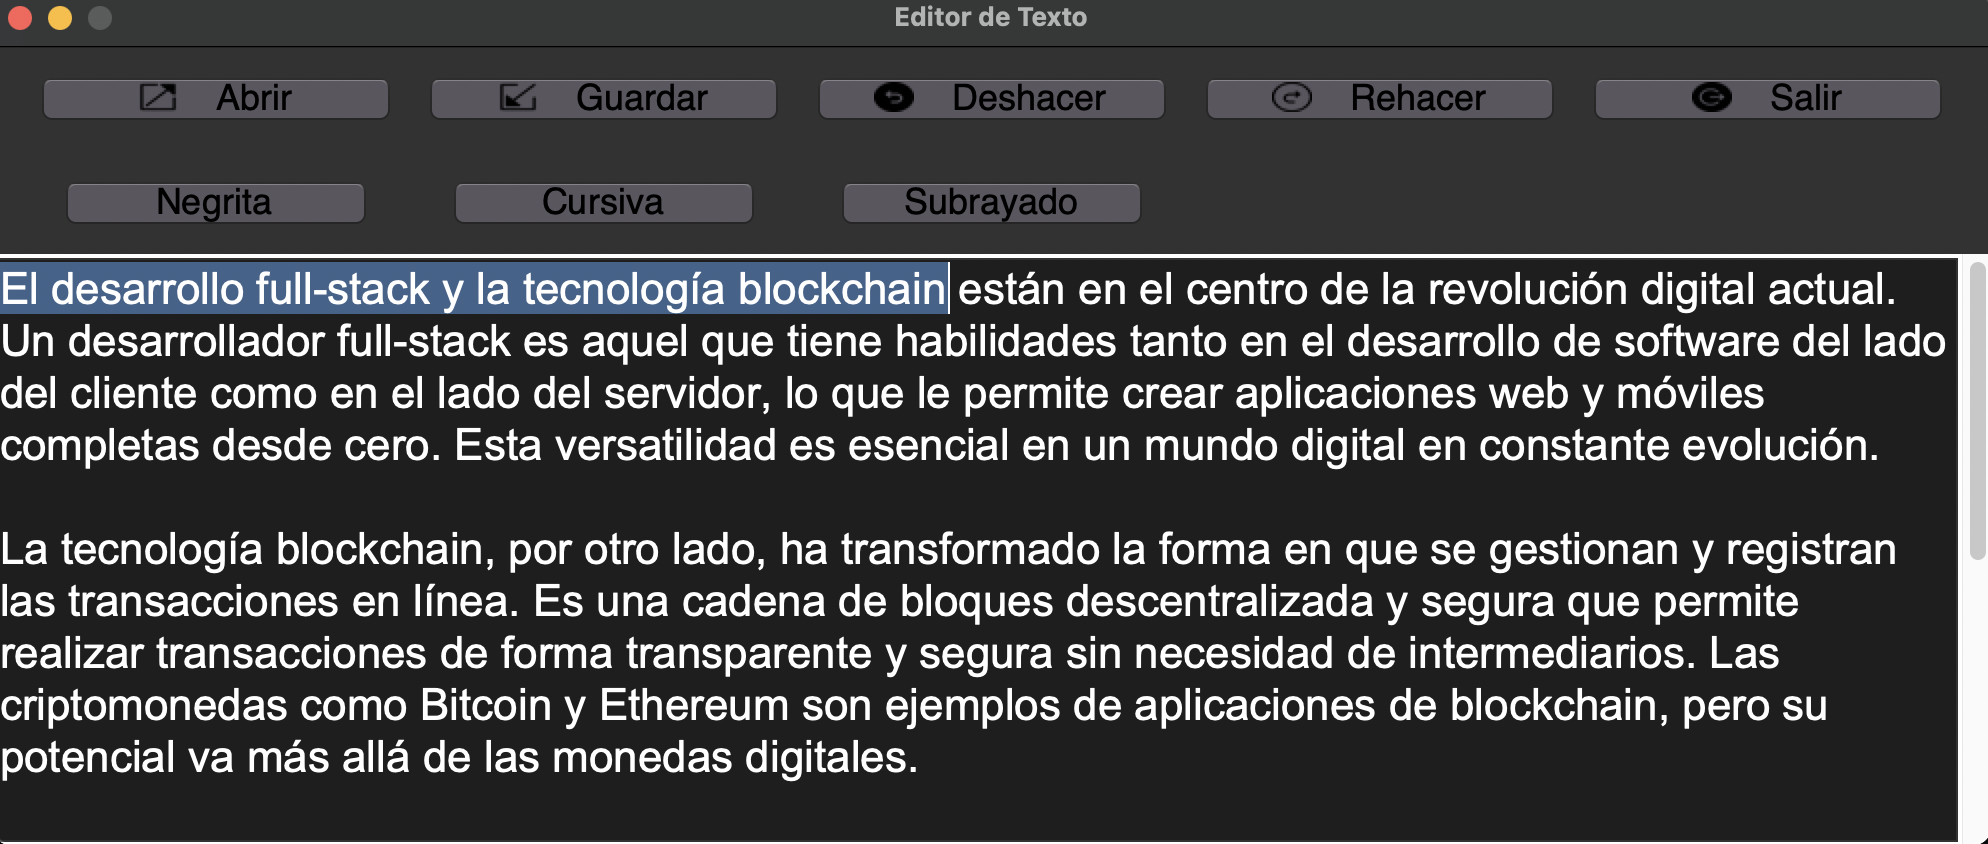 Editor de Texto
Abrir Guardar Deshacer Rehacer Salir
Negrita Cursiva Subrayado
El desarrollo full-stack y la tecnología blockchain están en el centro de la revolución digital actual.
Un desarrollador full-stack es aquel que tiene habilidades tanto en el desarrollo de software del lado
del cliente como en el lado del servidor, lo que le permite crear aplicaciones web y móviles
completas desde cero. Esta versatilidad es esencial en un mundo digital en constante evolución.
La tecnología blockchain, por otro lado, ha transformado la forma en que se gestionan y registran
las transacciones en línea. Es una cadena de bloques descentralizada y segura que permite
realizar transacciones de forma transparente y segura sin necesidad de intermediarios. Las
criptomonedas como Bitcoin y Ethereum son ejemplos de aplicaciones de blockchain, pero su
potencial va más allá de las monedas digitales.